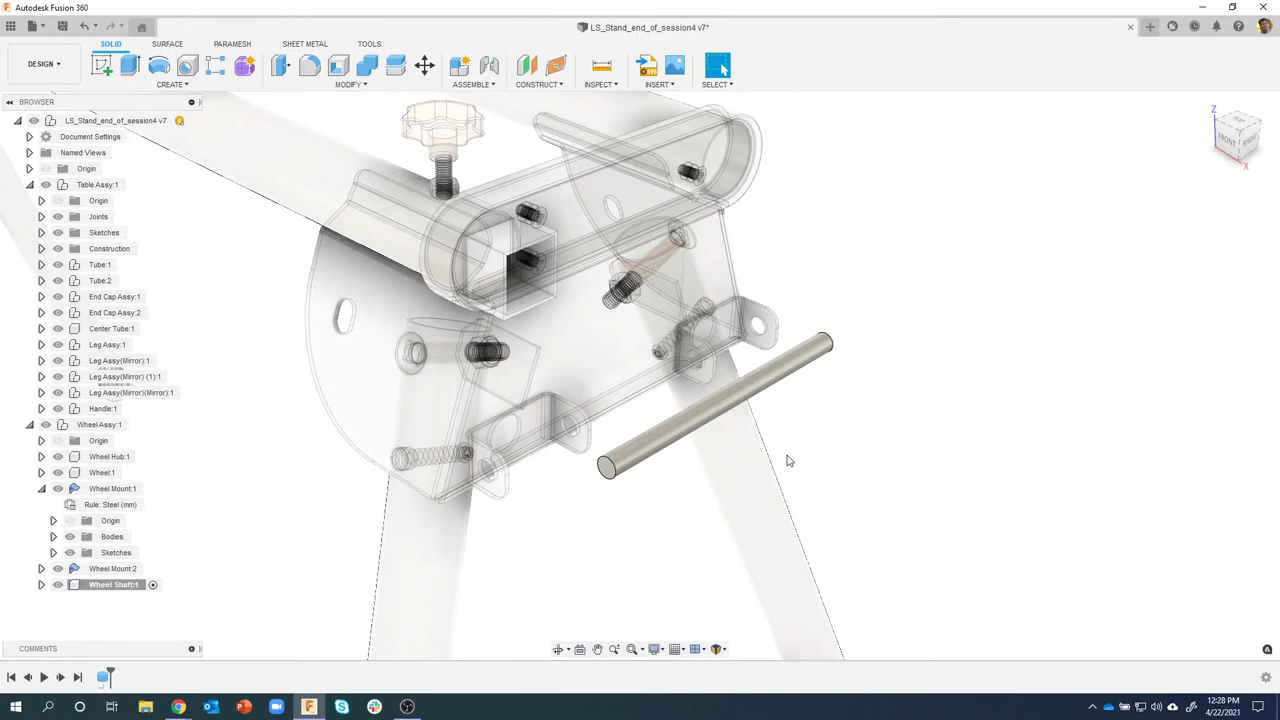 Autodesk Fusion 360
LS_Stand_end_of_session4 v7*
DESIGN
SOLID
SURFACE
PARAMESH
SHEET METAL
TOOLS
CREATE
MODIFY
ASSEMBLE
CONSTRUCT
INSPECT
INSERT
SELECT
BROWSER
LS_Stand_end_of_session4 v7
Document Settings
Named Views
Origin
Table Assy:1
Origin
Joints
Sketches
Construction
Tube:1
Tube:2
End Cap Assy:1
End Cap Assy:2
Center Tube:1
Leg Assy:1
Leg Assy(Mirror):1
Leg Assy(Mirror) (1):1
Leg Assy(Mirror)(Mirror):1
Handle:1
Wheel Assy:1
Origin
Wheel Hub:1
Wheel:1
Wheel Mount:1
Rule: Steel (mm)
Origin
Bodies
Sketches
Wheel Mount:2
Wheel Shaft:1
COMMENTS
Z
TOP
FRONT
RIGHT
X
12:28 PM
4/22/2021